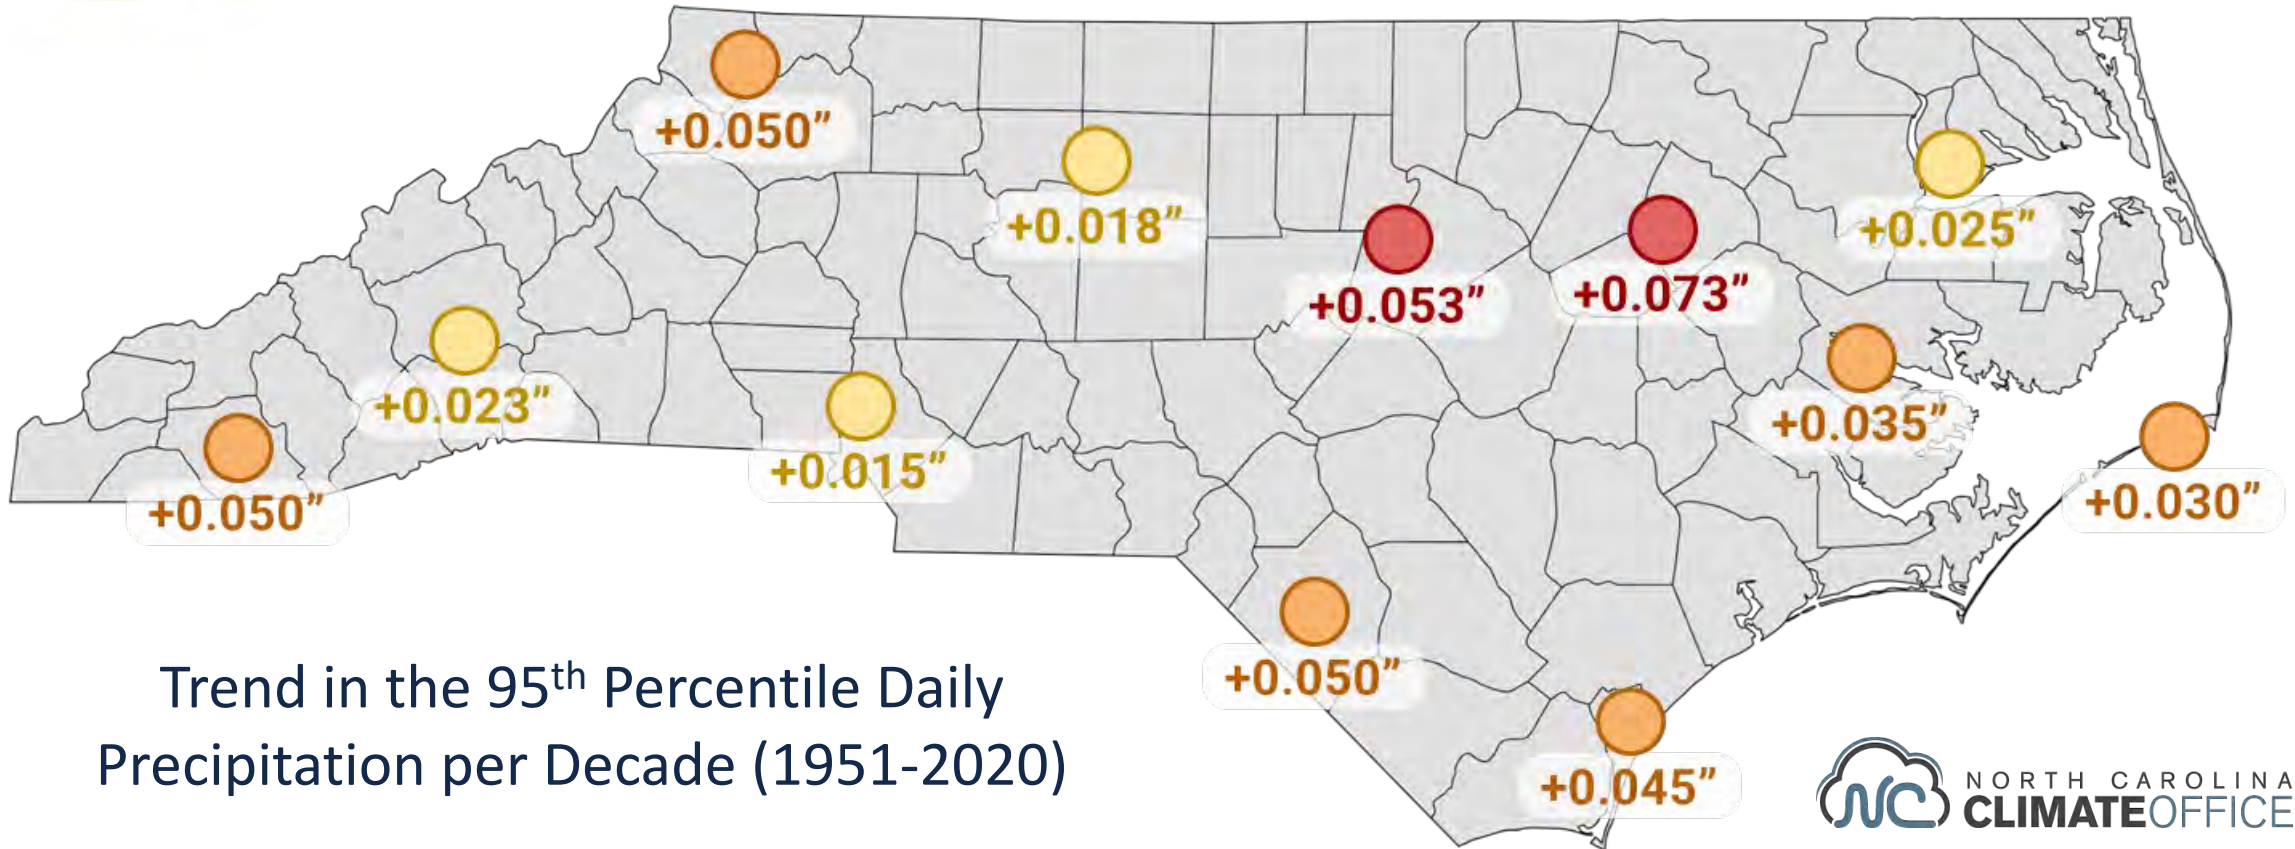 +0.050”
+0.018”
+0.025”
+0.053”
+0.073”
+0.023”
+0.035”
+0.015”
+0.030”
+0.050”
+0.050”
+0.045”
Trend in the 95th Percentile Daily
Precipitation per Decade (1951-2020)
NC
NORTH CAROLINA
CLIMATEOFFICE